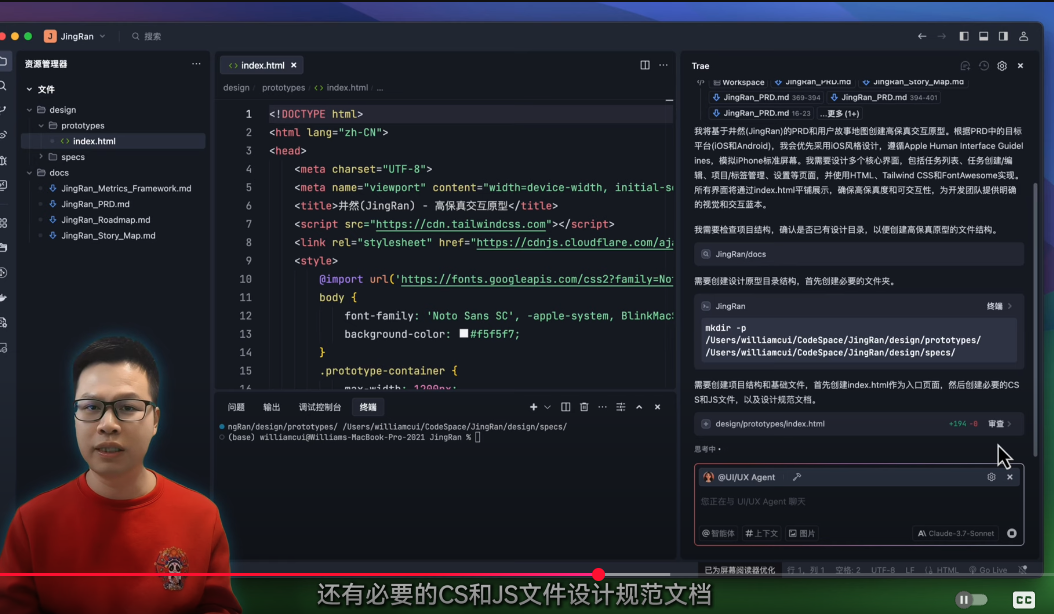 J JingRan 搜索
资源管理器 ...
文件
design
prototypes
<> index.html
specs
docs
JingRan_Metrics_Framework.md
JingRan_PRD.md
JingRan_Roadmap.md
JingRan_Story_Map.md
<> index.html ×
design prototypes <> index.html ...
1 <!DOCTYPE html>
2 <html lang="zh-CN">
3 <head>
4 <meta charset="UTF-8">
5 <meta name="viewport" content="width=device-width, initial-s
6 <title>井然(JingRan) - 高保真交互原型</title>
7 <script src="https://cdn.tailwindcss.com"></script>
8 <link rel="stylesheet" href="https://cdnjs.cloudflare.com/aj
9 <style>
10 @import url('https://fonts.googleapis.com/css2?family=No
11 body {
12 font-family: 'Noto Sans SC', -apple-system, BlinkMac
13 background-color: #f5f5f7;
14 }
15 .prototype-container {
16 max-width: 1200px;
问题 输出 调试控制台 终端
ngRan/design/prototypes/ /Users/williamcui/CodeSpace/JingRan/design/specs/
(base) williamcui@Williams-MacBook-Pro-2021 JingRan %
Trae
Workspace JingRan_PRD.md JingRan_Story_Map.md
JingRan_PRD.md 369-394 JingRan_PRD.md 394-401
JingRan_PRD.md 16-23 ...更多 (1+)
我将基于井然(JingRan)的PRD和用户故事地图创建高保真交互原型。根据PRD中的目
标平台(iOS和Android)，我会优先采用iOS风格设计，遵循Apple Human Interface Guidel
ines，模拟iPhone标准屏幕。我需要设计多个核心界面，包括任务列表、任务创建/编
辑、项目/标签管理、设置等页面，并使用HTML、Tailwind CSS和FontAwesome实现。
所有界面将通过index.html平铺展示，确保高保真度和可交互性，为开发团队提供明确
的视觉和交互蓝本。
我需要检查项目结构，确认是否已有设计目录，以便创建高保真原型的文件结构。
JingRan/docs
需要创建设计原型目录结构，首先创建必要的文件夹。
JingRan 终端
mkdir -p
/Users/williamcui/CodeSpace/JingRan/design/prototypes/
/Users/williamcui/CodeSpace/JingRan/design/specs/
需要创建项目结构和基础文件，首先创建index.html作为入口页面，然后创建必要的CS
S和JS文件，以及设计规范文档。
design/prototypes/index.html +194 -0 审查
思考中
@UI/UX Agent
您正在与 UI/UX Agent 聊天
@智能体 #上下文 图片 Claude-3.7-Sonnet
已为屏幕阅读器优化 行 1, 列 1 空格: 2 UTF-8 LF HTML Go Live
还有必要的CS和JS文件设计规范文档
CC